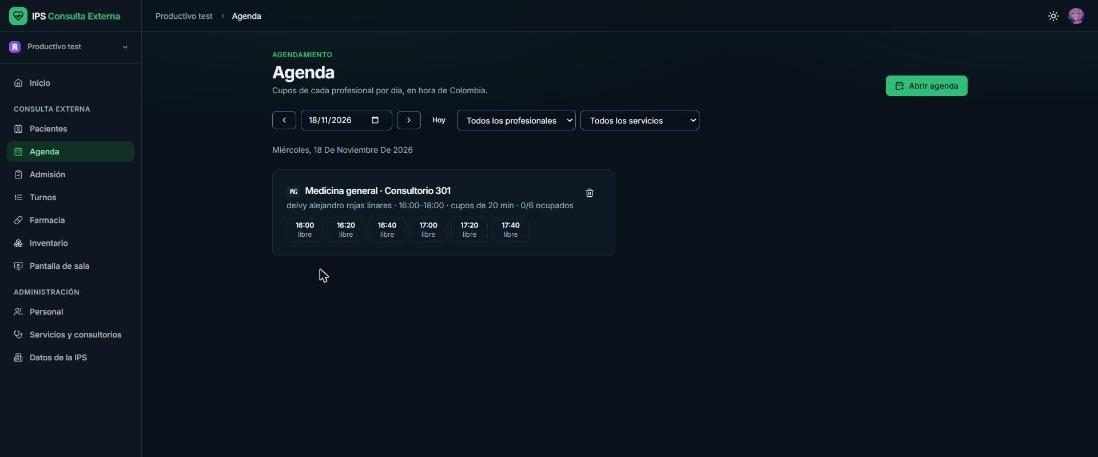 IPS Consulta Externa
Productivo test
Inicio
CONSULTA EXTERNA
Pacientes
Agenda
Admisión
Turnos
Farmacia
Inventario
Pantalla de sala
ADMINISTRACIÓN
Personal
Servicios y consultorios
Datos de la IPS
Productivo test > Agenda
AGENDAMIENTO
Agenda
Cupos de cada profesional por día, en hora de Colombia.
Abrir agenda
18/11/2026 Hoy Todos los profesionales Todos los servicios
Miércoles, 18 De Noviembre De 2026
MG Medicina general · Consultorio 301
deivy alejandro rojas linares · 16:00–18:00 · cupos de 20 min · 0/6 ocupados
16:00 16:20 16:40 17:00 17:20 17:40
libre libre libre libre libre libre